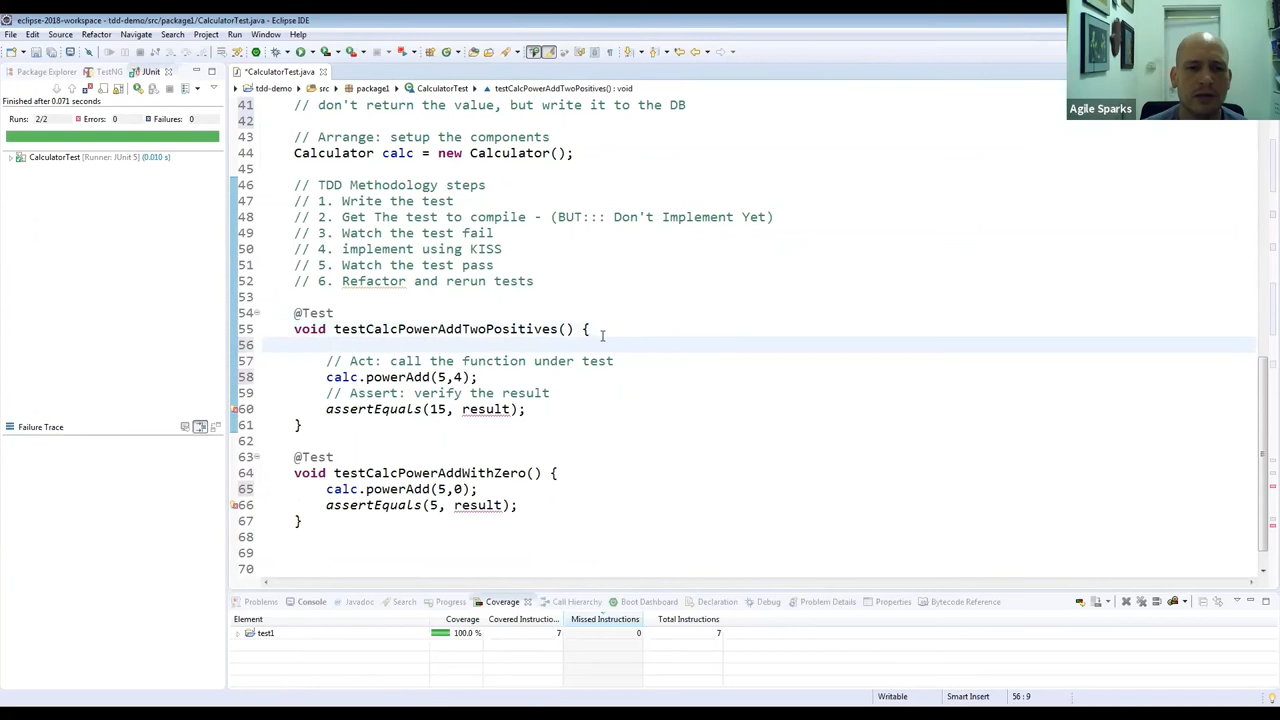 eclipse-2018-workspace - tdd-demo/src/package1/CalculatorTest.java - Eclipse IDE
File Edit Source Refactor Navigate Search Project Run Window Help
Package Explorer TestNG JUnit
*CalculatorTest.java
Finished after 0.071 seconds
tdd-demo src package1 CalculatorTest testCalcPowerAddTwoPositives() : void
Runs: 2/2 Errors: 0 Failures: 0
CalculatorTest [Runner: JUnit 5] (0.010 s)
Failure Trace
Agile Sparks
41 // don't return the value, but write it to the DB
42
43 // Arrange: setup the components
44 Calculator calc = new Calculator();
45
46 // TDD Methodology steps
47 // 1. Write the test
48 // 2. Get The test to compile - (BUT::: Don't Implement Yet)
49 // 3. Watch the test fail
50 // 4. implement using KISS
51 // 5. Watch the test pass
52 // 6. Refactor and rerun tests
53
54 @Test
55 void testCalcPowerAddTwoPositives() {
56
57 // Act: call the function under test
58 calc.powerAdd(5,4);
59 // Assert: verify the result
60 assertEquals(15, result);
61 }
62
63 @Test
64 void testCalcPowerAddWithZero() {
65 calc.powerAdd(5,0);
66 assertEquals(5, result);
67 }
68
69
70
Problems Console Javadoc Search Progress Coverage Call Hierarchy Boot Dashboard Declaration Debug Problem Details Properties Bytecode Reference
Element Coverage Covered Instructio... Missed Instructions Total Instructions
test1 100.0 % 7 0 7
Writable Smart Insert 56 : 9